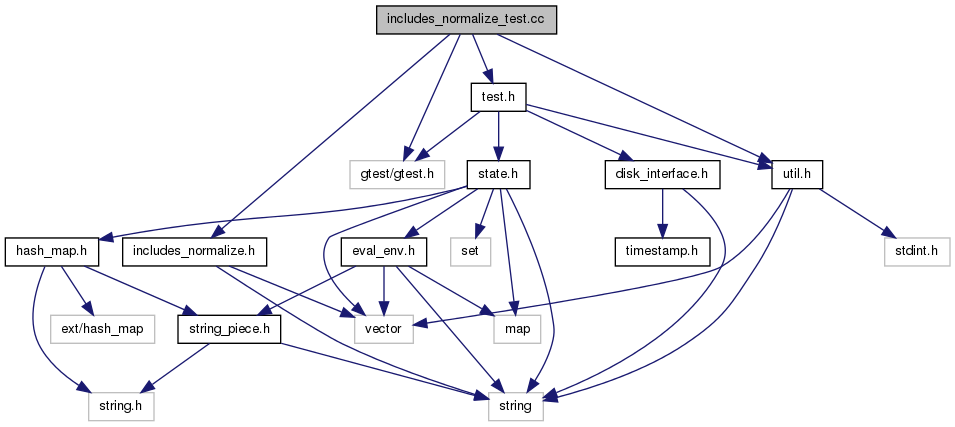 includes_normalize_test.cc
test.h
gtest/gtest.h
state.h
disk_interface.h
util.h
hash_map.h
includes_normalize.h
eval_env.h
set
timestamp.h
stdint.h
ext/hash_map
string_piece.h
vector
map
string.h
string